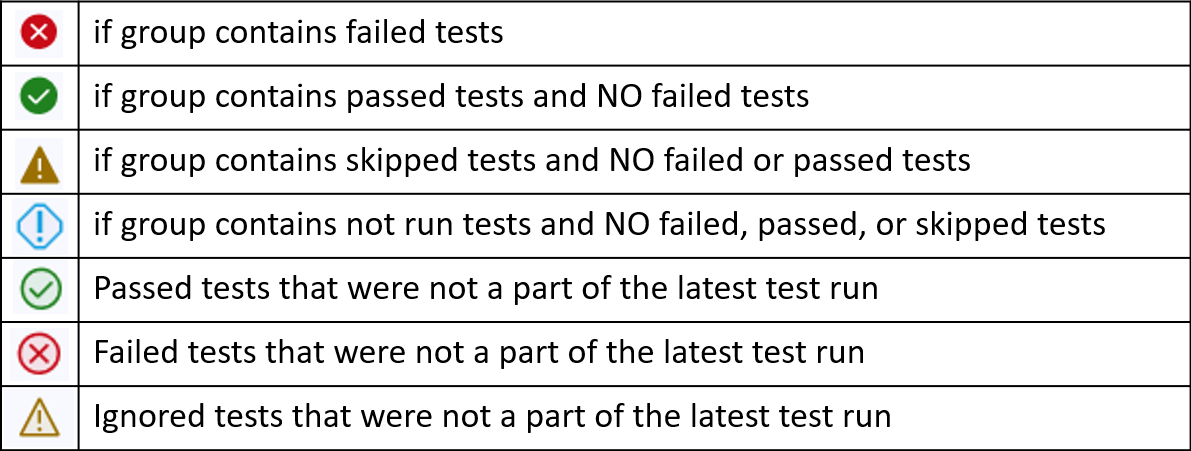 if group contains failed tests
if group contains passed tests and NO failed tests
if group contains skipped tests and NO failed or passed tests
if group contains not run tests and NO failed, passed, or skipped tests
Passed tests that were not a part of the latest test run
Failed tests that were not a part of the latest test run
Ignored tests that were not a part of the latest test run